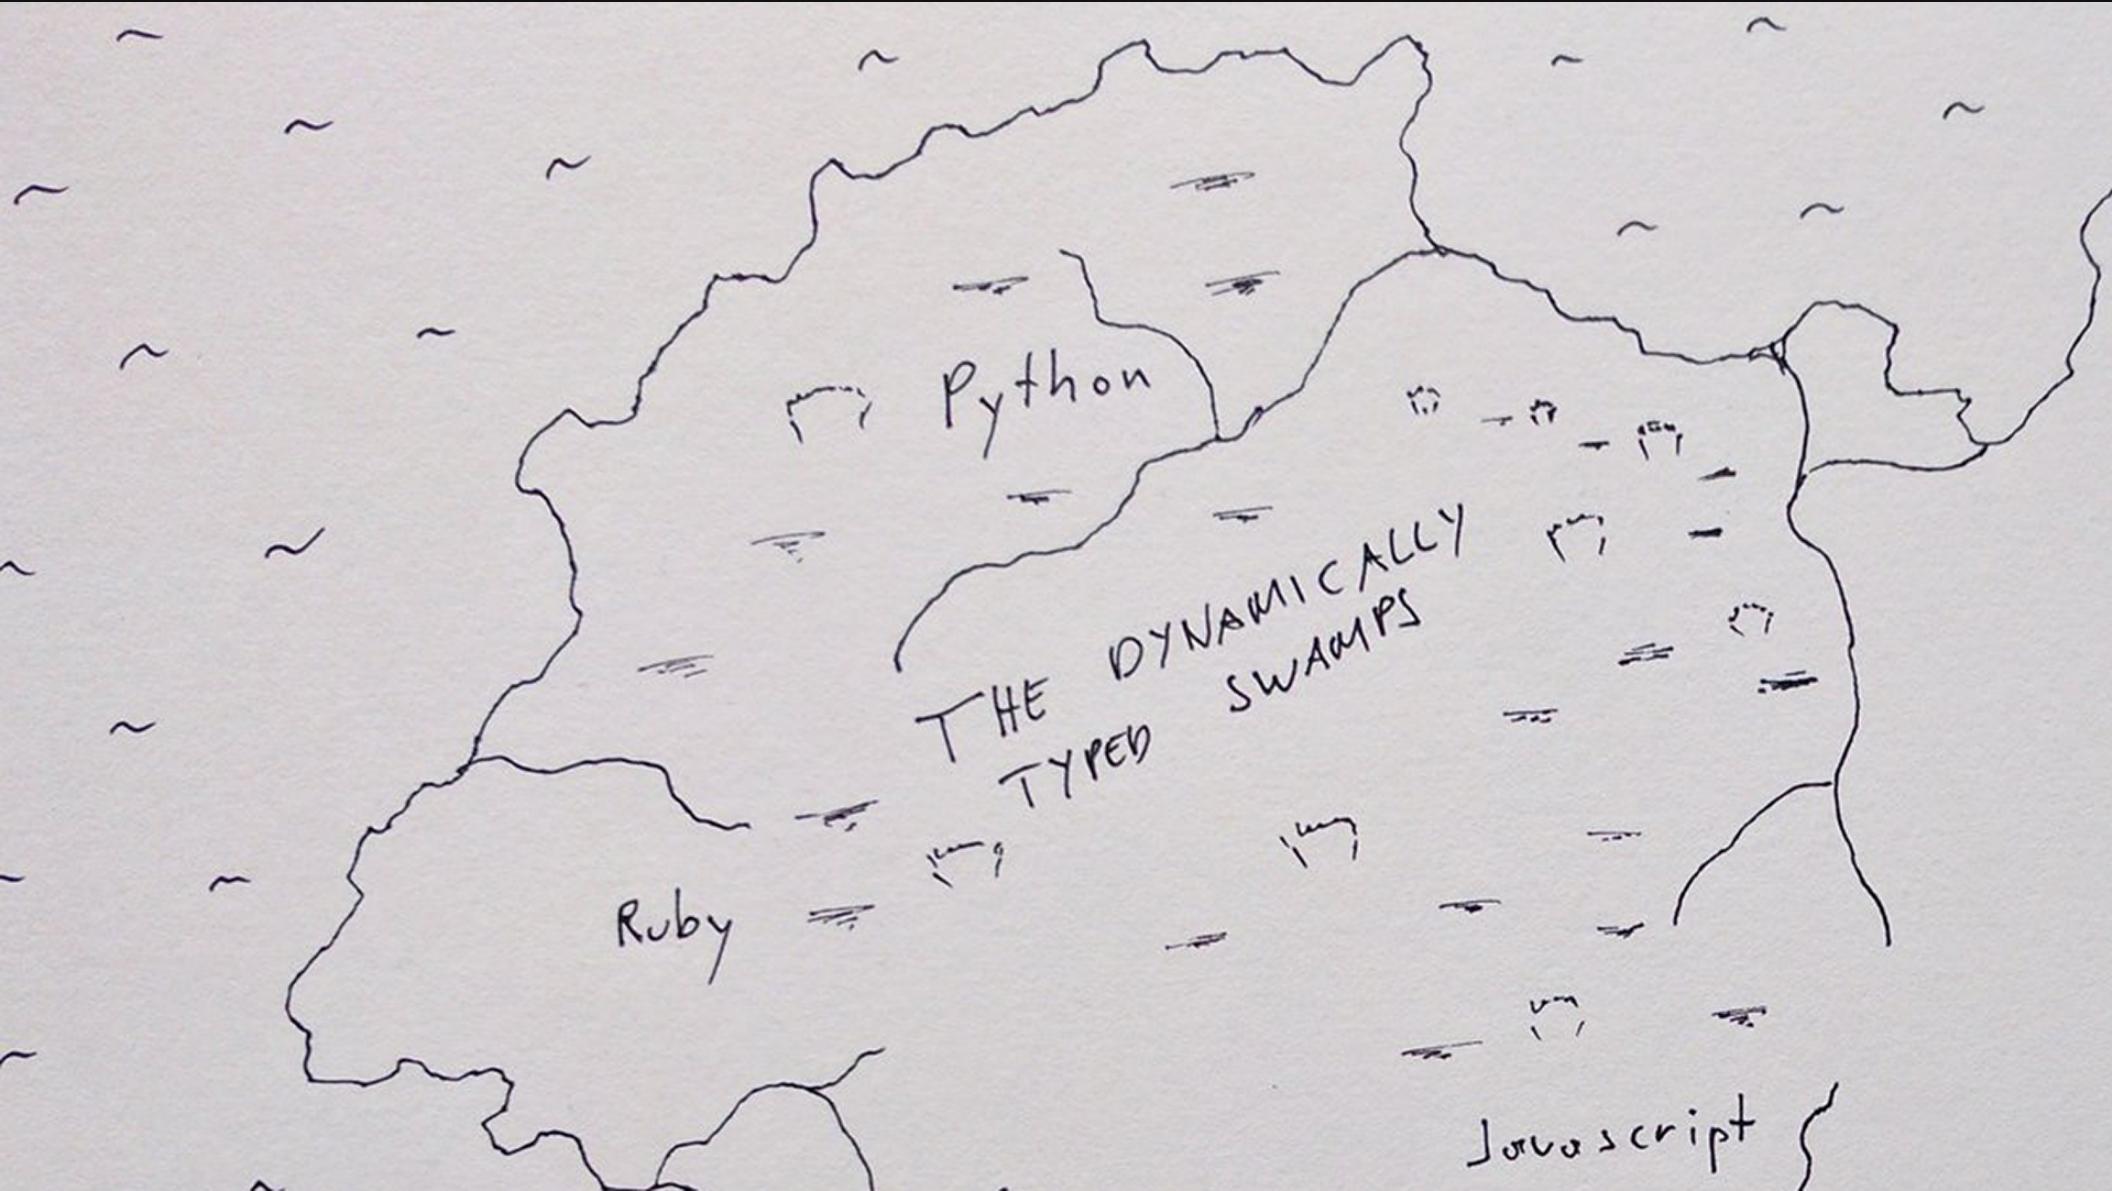 Python
THE DYNAMICALLY
TYPED SWAMPS
Ruby
Javascript